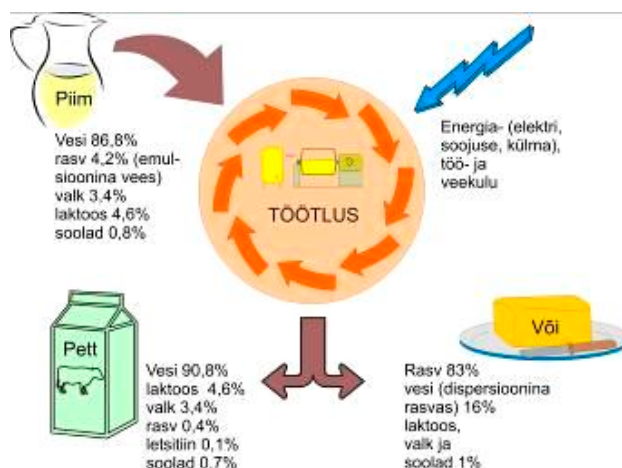 Piim
Vesi 86,8%
rasv 4,2% (emul-
sioonina vees)
valk 3,4%
laktoos 4,6%
soolad 0,8%
Energia- (elektri,
soojuse, külma),
töö- ja
veekulu
TÖÖTLUS
Pett
Vesi 90,8%
laktoos 4,6%
valk 3,4%
rasv 0,4%
letsitiin 0,1%
soolad 0,7%
Või
Rasv 83%
vesi (dispersioonina
rasvas) 16%
laktoos,
valk ja
soolad 1%